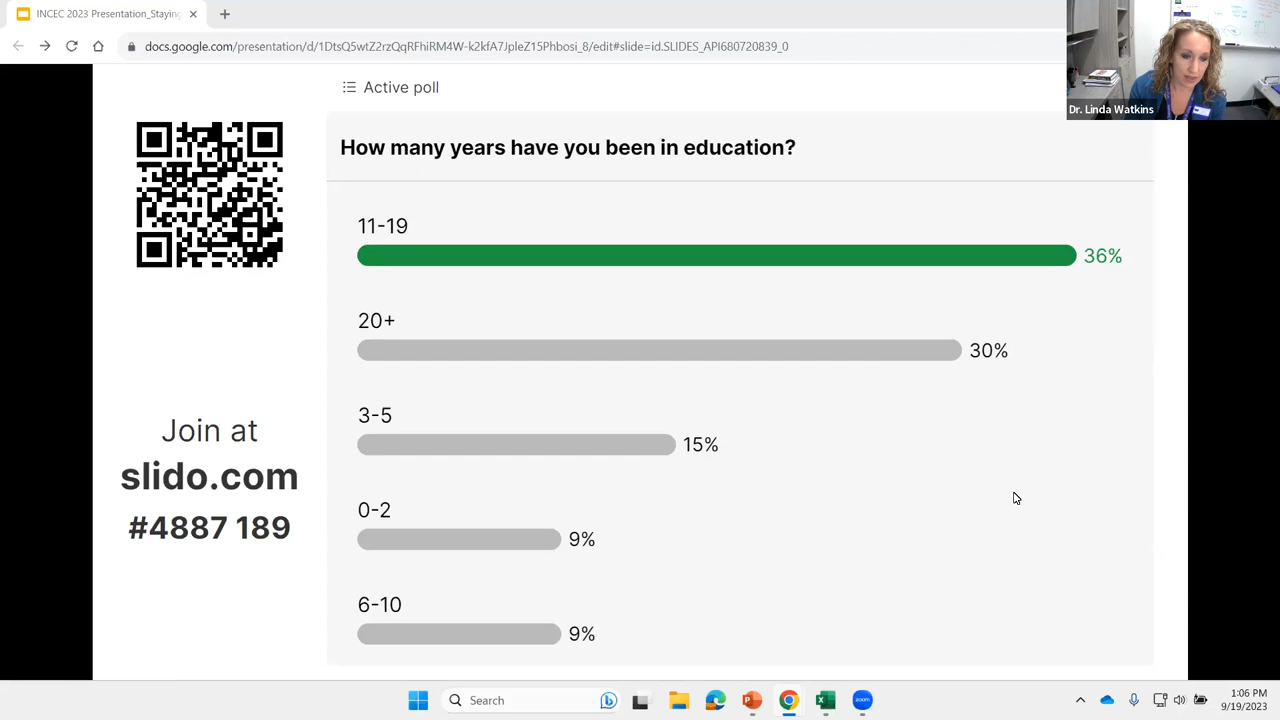 INCEC 2023 Presentation_Staying
docs.google.com/presentation/d/1DtsQ5wtZ2rzQqRFhiRM4V-k2kfA7JpleZ15Phbosi_8/edit#slide=id.SLIDES_API680720839_0
Dr. Linda Watkins
Active poll
How many years have you been in education?
11-19
36%
20+
30%
3-5
15%
0-2
9%
6-10
9%
Join at
slido.com
#4887 189
Search
zoom
1:06 PM
9/19/2023